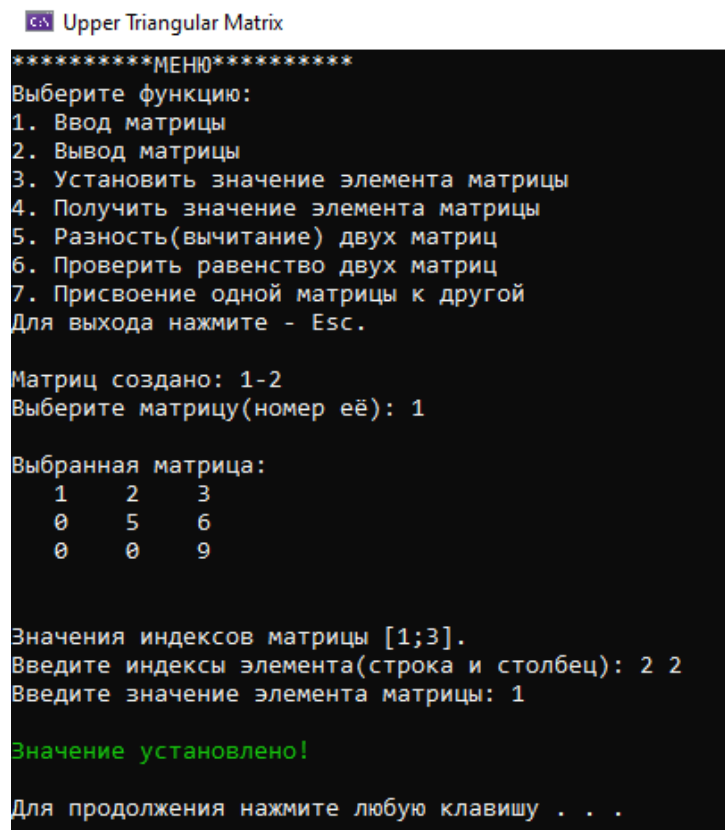 Upper Triangular Matrix
**********МЕНЮ**********
Выберите функцию:
1. Ввод матрицы
2. Вывод матрицы
3. Установить значение элемента матрицы
4. Получить значение элемента матрицы
5. Разность(вычитание) двух матриц
6. Проверить равенство двух матриц
7. Присвоение одной матрицы к другой
Для выхода нажмите - Esc.
Матриц создано: 1-2
Выберите матрицу(номер её): 1
Выбранная матрица:
1 2 3
0 5 6
0 0 9
Значения индексов матрицы [1;3].
Введите индексы элемента(строка и столбец): 2 2
Введите значение элемента матрицы: 1
Значение установлено!
Для продолжения нажмите любую клавишу . . .